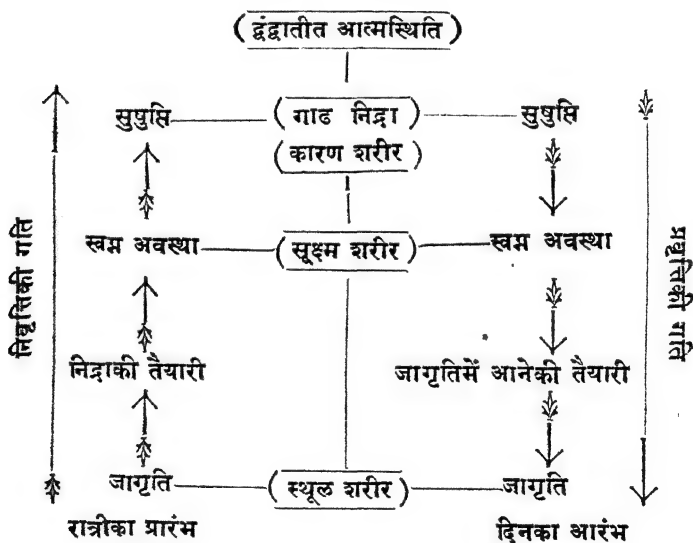 (द्वंद्वातीत आत्मस्थिति)
सुषुप्ति (गाढ निद्रा) सुषुप्ति
(कारण शरीर)
स्वप्न अवस्था (सूक्ष्म शरीर) स्वप्न अवस्था
निवृत्तिकी गति
प्रवृत्तिकी गति
निद्राकी तैयारी जागृतिमें आनेकी तैयारी
जागृति (स्थूल शरीर) जागृति
रात्रीका प्रारंभ दिनका आरंभ